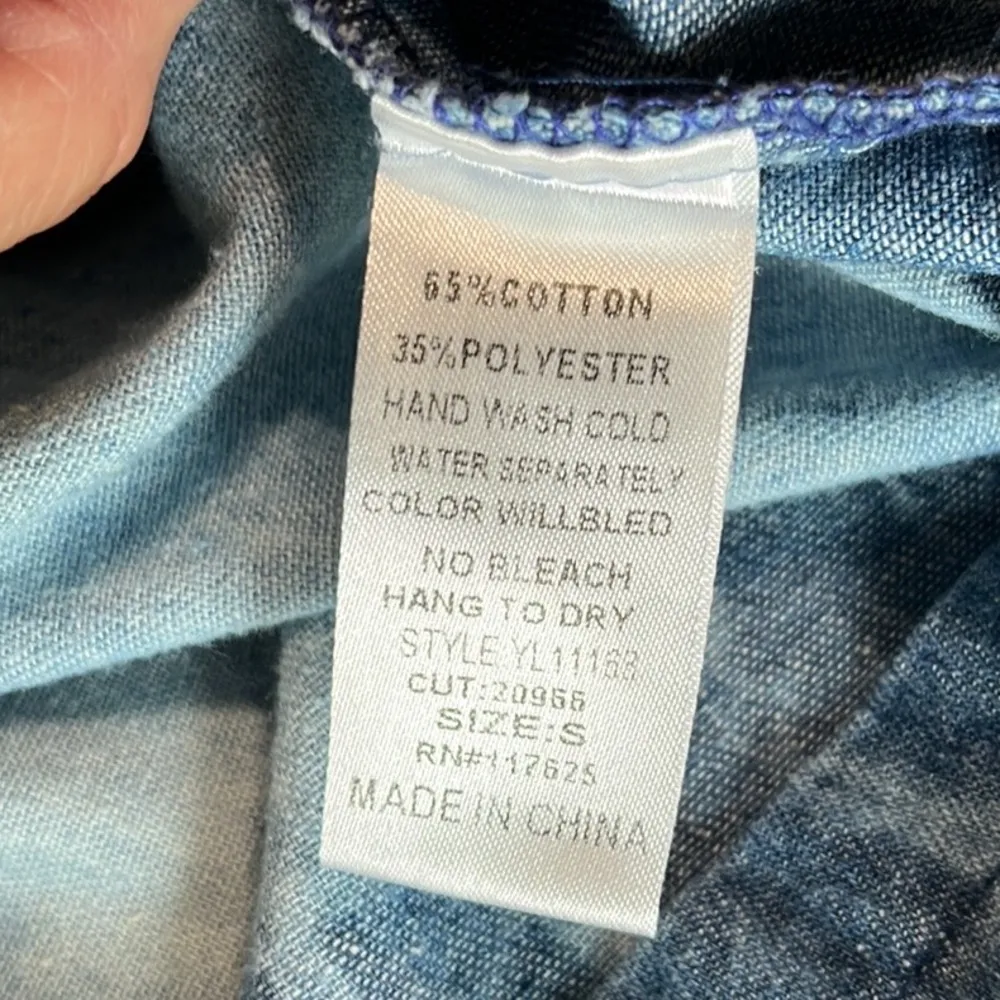 65%COTTON
35%POLYESTER
HAND WASH COLD
WATER SEPARATELY
COLOR WILLBLED
NO BLEACH
HANG TO DRY
STYLE:YL11168
CUT:20966
SIZE:S
RN#117625
MADE IN CHINA